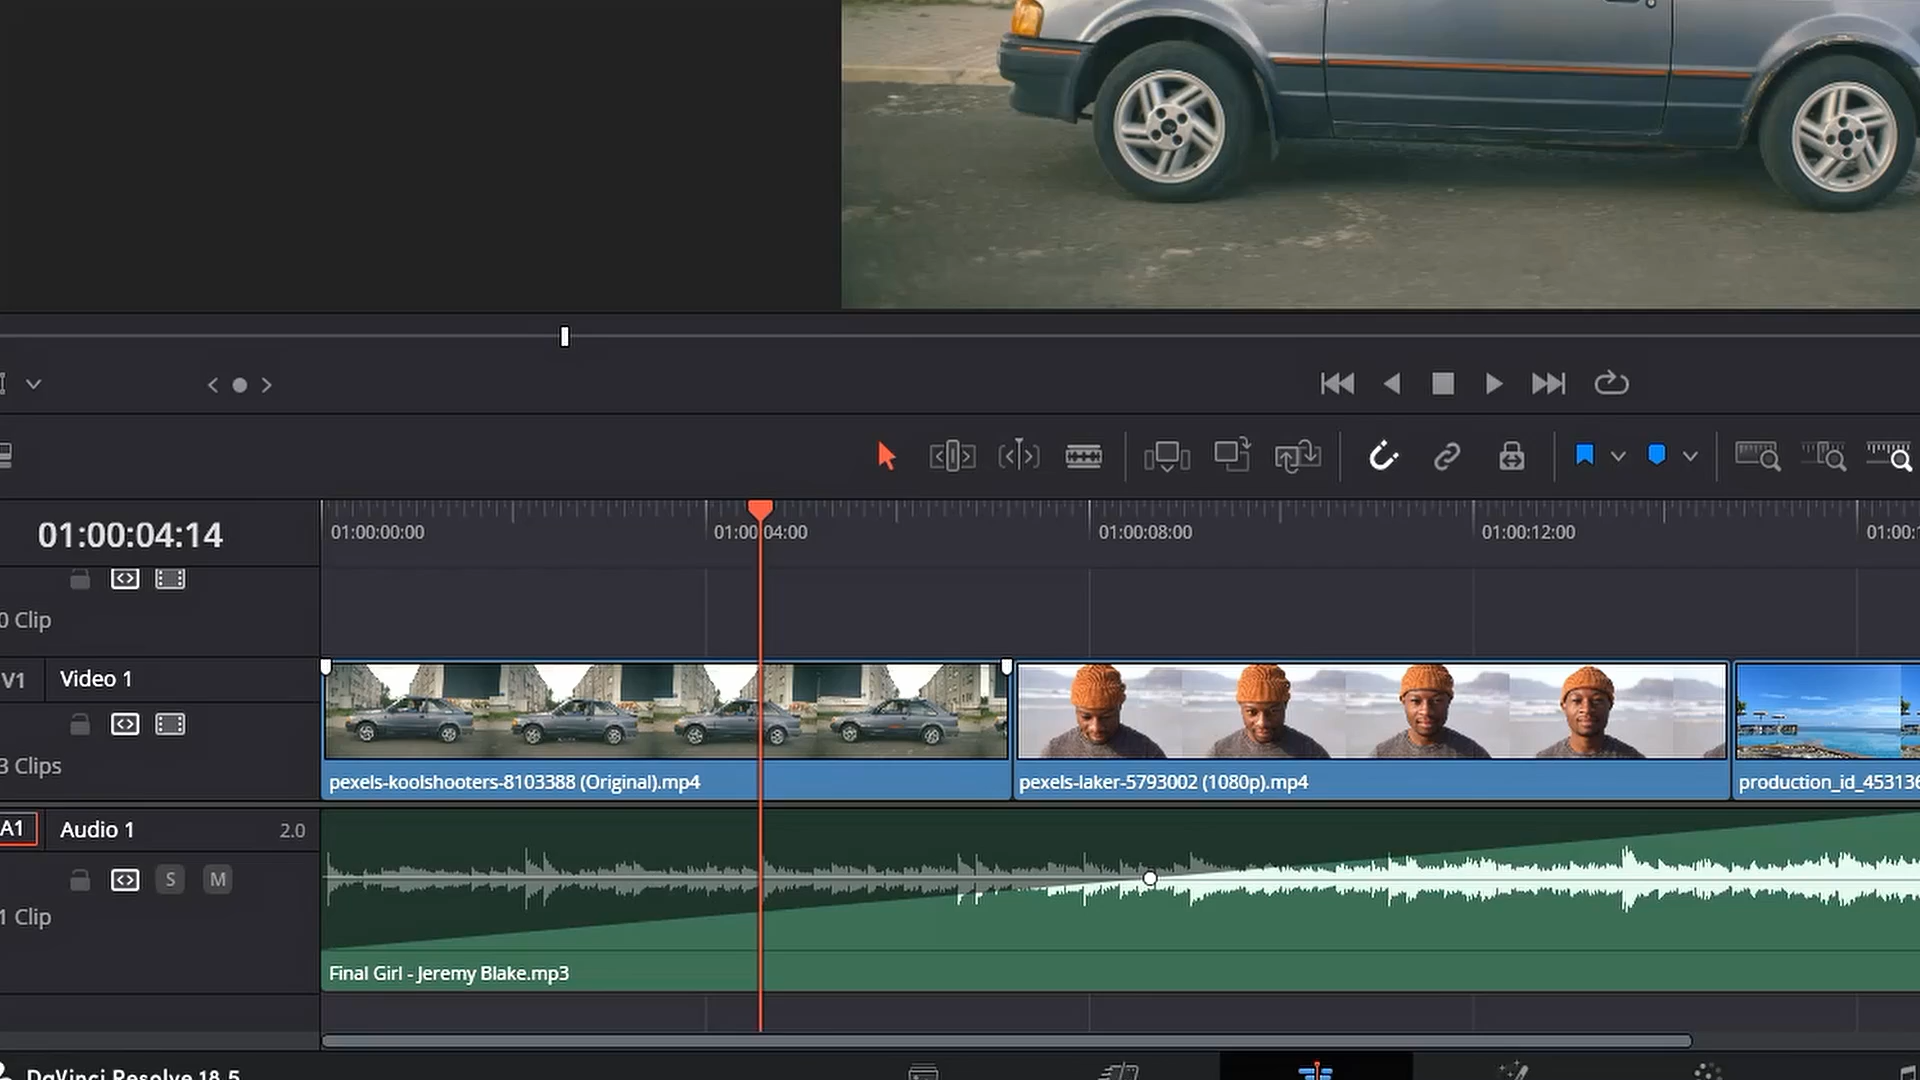 01:00:04:14
01:00:00:00
01:00:04:00
01:00:08:00
01:00:12:00
0 Clip
V1
Video 1
3 Clips
pexels-koolshooters-8103388 (Original).mp4
pexels-laker-5793002 (1080p).mp4
production_id_453136
A1
Audio 1
2.0
S
M
1 Clip
Final Girl - Jeremy Blake.mp3
DaVinci Resolve 18.5